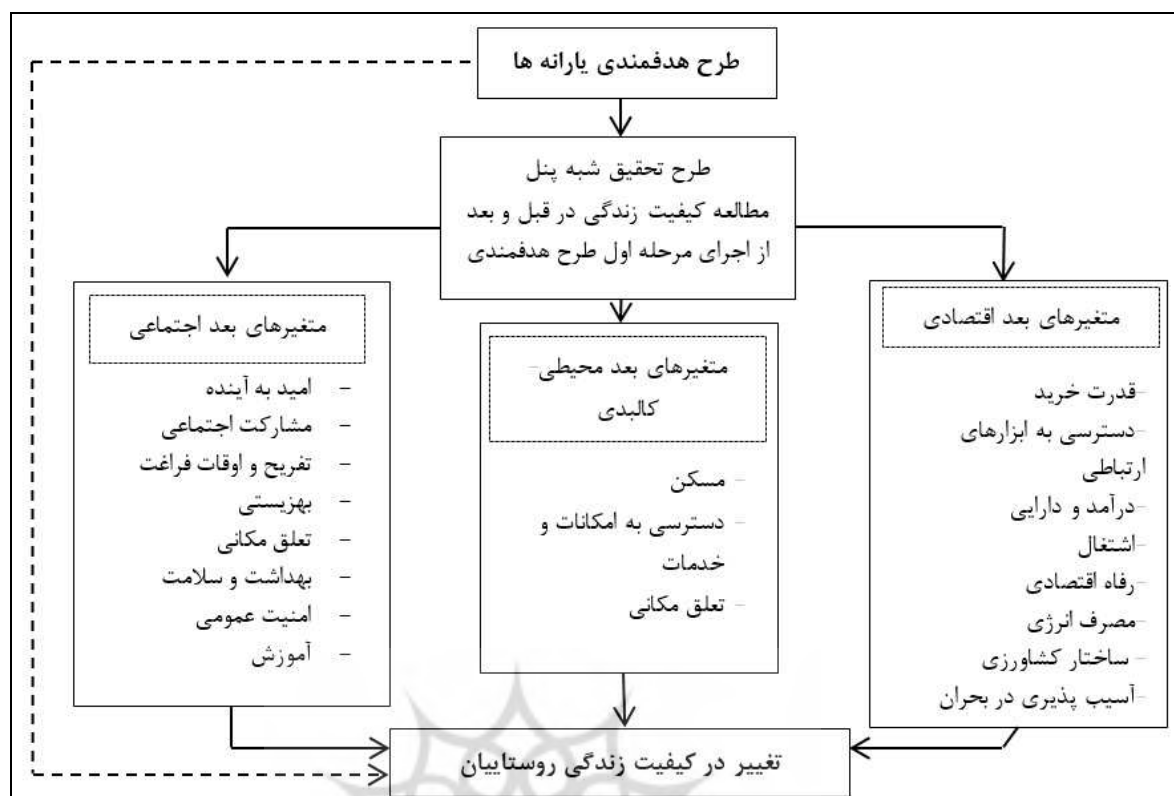 طرح هدفمندی یارانه ها
طرح تحقیق شبه پنل
مطالعه کیفیت زندگی در قبل و بعد
از اجرای مرحله اول طرح هدفمندی
متغیرهای بعد اقتصادی
-قدرت خرید
-دسترسی به ابزارهای
ارتباطی
-درآمد و دارایی
-اشتغال
-رفاه اقتصادی
-مصرف انرژی
- ساختار کشاورزی
-آسیب پذیری در بحران
متغیرهای بعد محیطی-
کالبدی
- مسکن
- دسترسی به امکانات و
خدمات
- تعلق مکانی
متغیرهای بعد اجتماعی
- امید به آینده
- مشارکت اجتماعی
- تفریح و اوقات فراغت
- بهزیستی
- تعلق مکانی
- بهداشت و سلامت
- امنیت عمومی
- آموزش
تغییر در کیفیت زندگی روستاییان